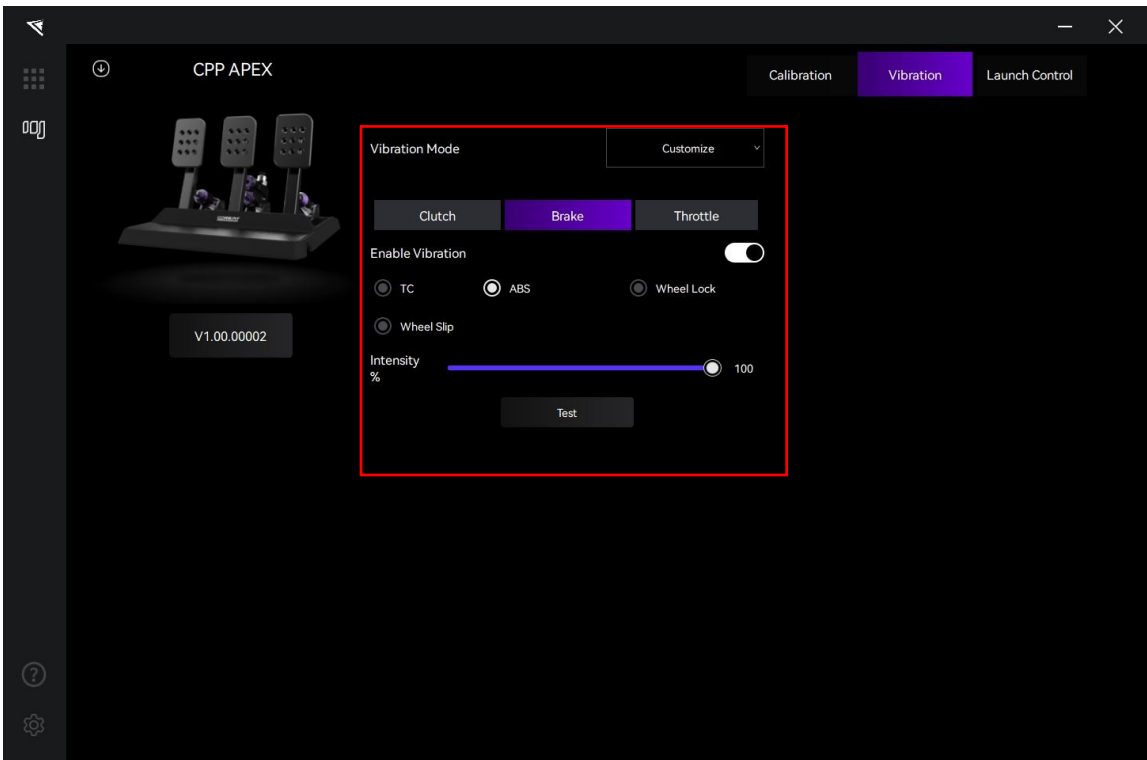 CPP APEX
Calibration
Vibration
Launch Control
Vibration Mode
Customize
Clutch
Brake
Throttle
Enable Vibration
TC
ABS
Wheel Lock
Wheel Slip
Intensity
%
100
Test
V1.00.00002